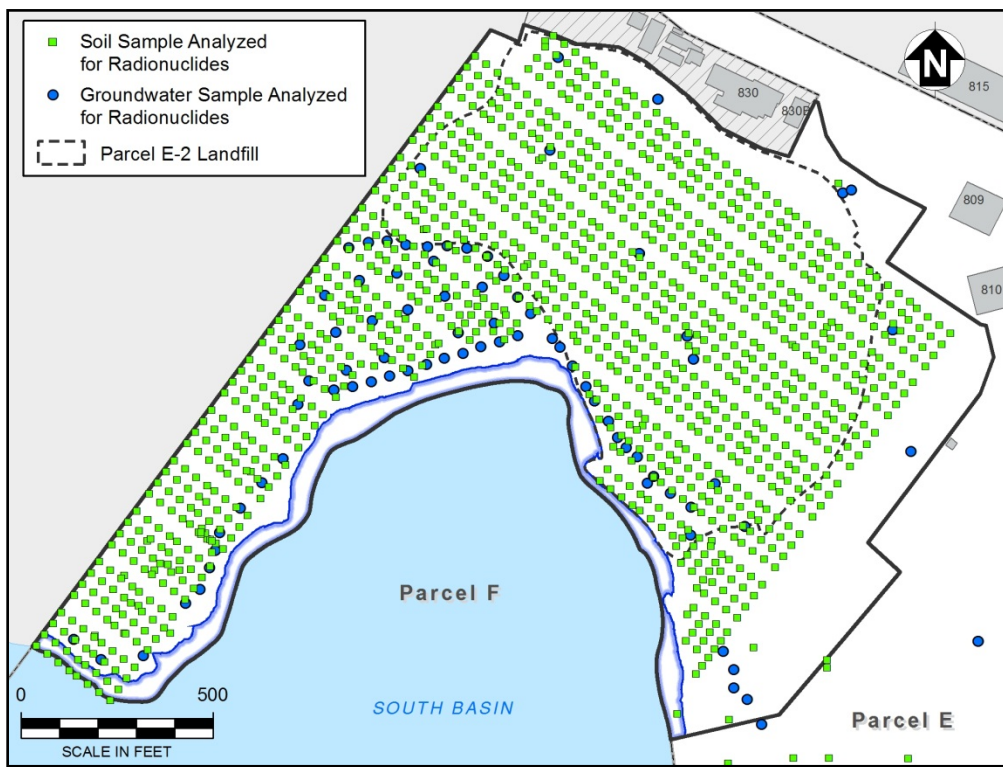 Soil Sample Analyzed
for Radionuclides
Groundwater Sample Analyzed
for Radionuclides
Parcel E-2 Landfill
N
815
830
830B
809
810
Parcel F
0 500
SCALE IN FEET
SOUTH BASIN
Parcel E